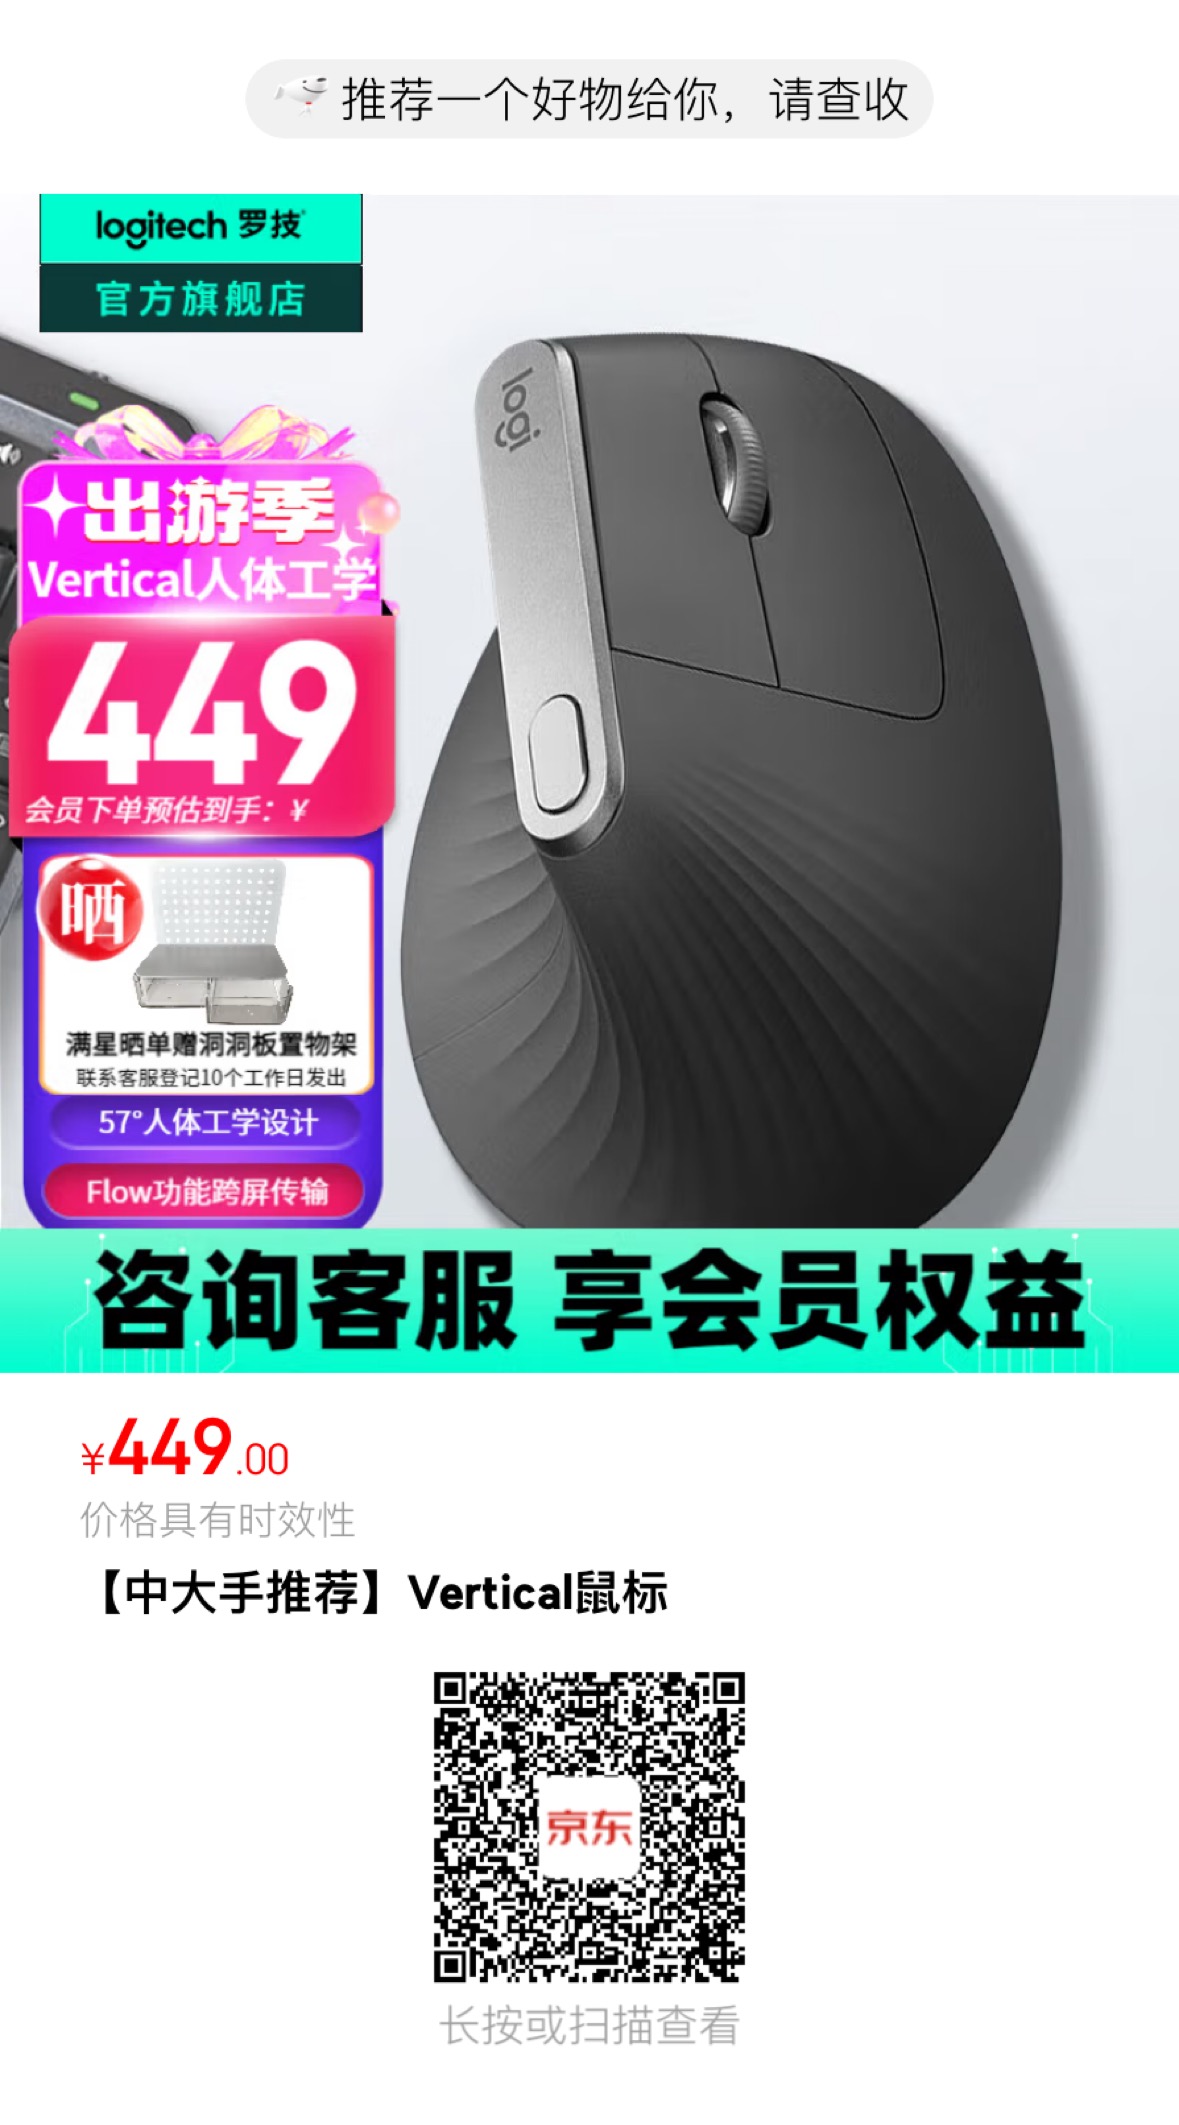 推荐一个好物给你，请查收
logitech 罗技
官方旗舰店
logi
出游季
Vertical人体工学
449
会员下单预估到手：¥
晒
满星晒单赠洞洞板置物架
联系客服登记10个工作日发出
57°人体工学设计
Flow功能跨屏传输
咨询客服 享会员权益
¥449.00
价格具有时效性
【中大手推荐】Vertical鼠标
京东
长按或扫描查看